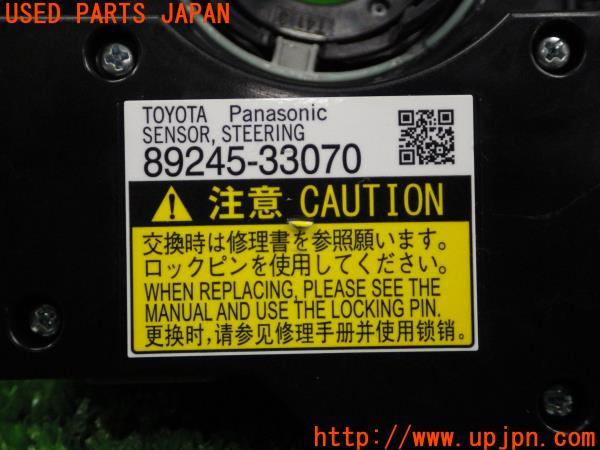 USED PARTS JAPAN
TOYOTA Panasonic
SENSOR, STEERING
89245-33070
注意 CAUTION
交換時は修理書を参照願います。
ロックピンを使用してください。
WHEN REPLACING, PLEASE SEE THE
MANUAL AND USE THE LOCKING PIN.
更换时,请参见修理手册并使用锁销。
http://www.upjpn.com